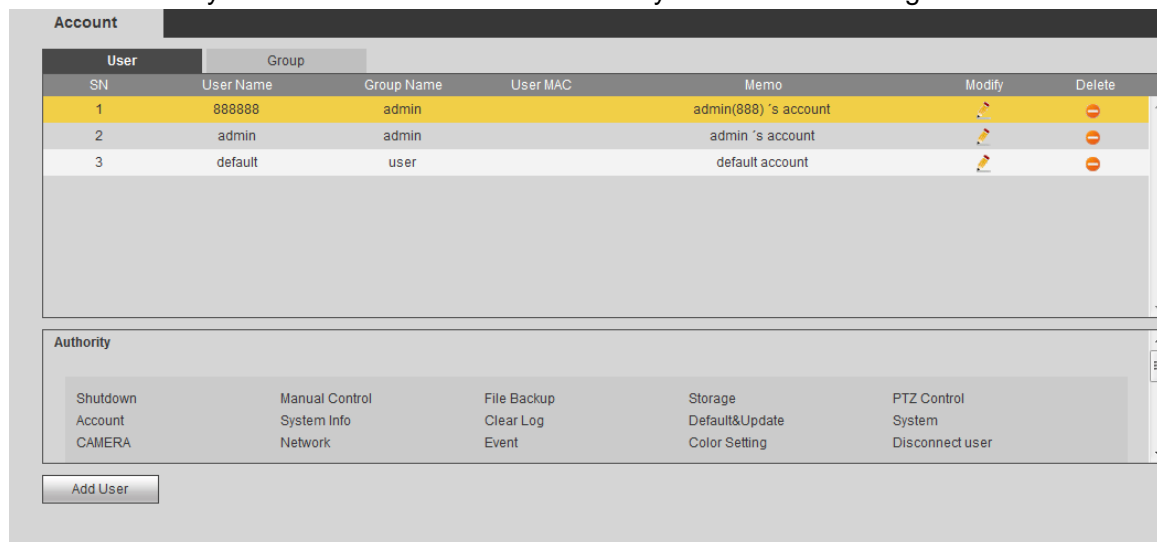 Account
User Group
SN User Name Group Name User MAC Memo Modify Delete
1 888888 admin admin(888) 's account
2 admin admin admin 's account
3 default user default account
Authority
Shutdown Manual Control File Backup Storage PTZ Control
Account System Info Clear Log Default&Update System
CAMERA Network Event Color Setting Disconnect user
Add User